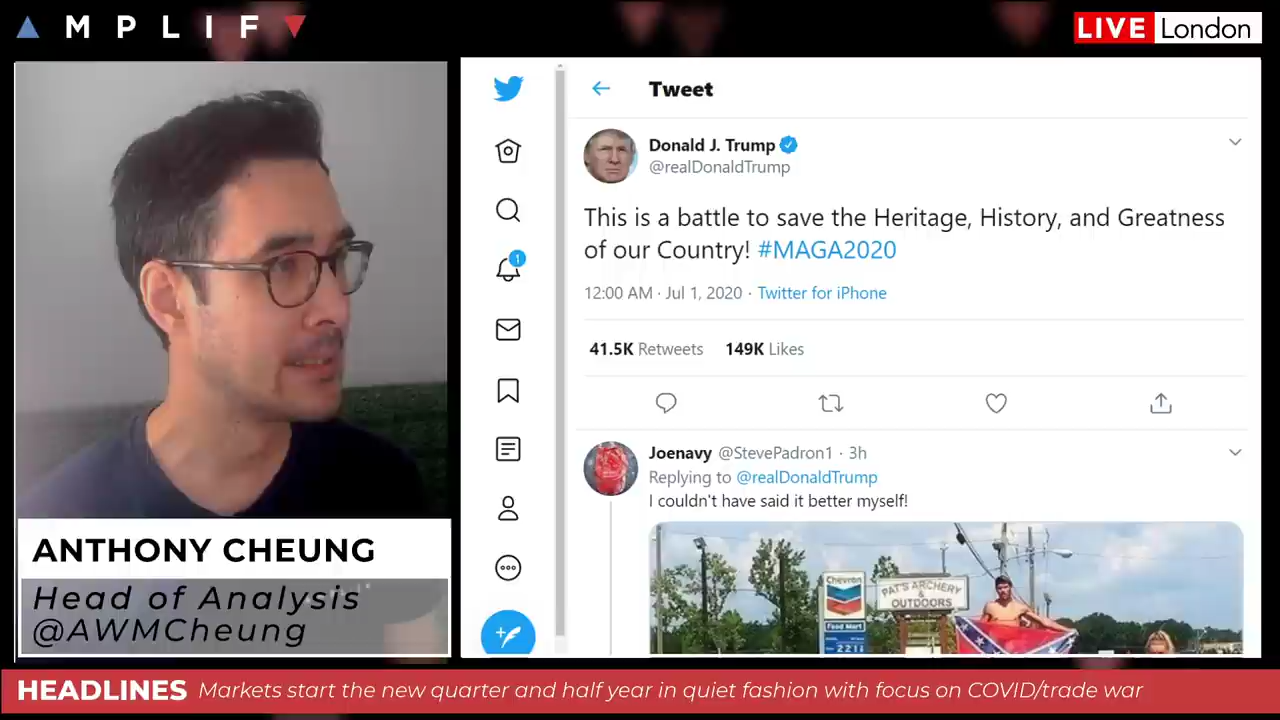 AMPLIFY
LIVE London
Tweet
Donald J. Trump
@realDonaldTrump
This is a battle to save the Heritage, History, and Greatness
of our Country! #MAGA2020
12:00 AM · Jul 1, 2020 · Twitter for iPhone
41.5K Retweets 149K Likes
Joenavy @StevePadron1 · 3h
Replying to @realDonaldTrump
I couldn't have said it better myself!
1
Chevron
Food Mart
PAT'S ARCHERY
&
OUTDOORS
ANTHONY CHEUNG
Head of Analysis
@AWMCheung
HEADLINES Markets start the new quarter and half year in quiet fashion with focus on COVID/trade war